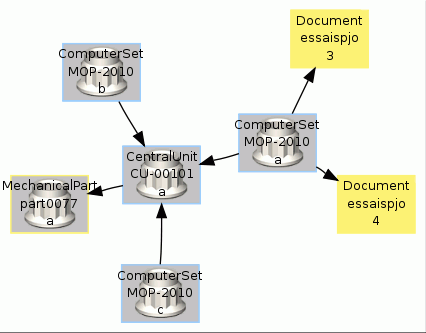 Document
essaispjo
3
ComputerSet
MOP-2010
b
ComputerSet
MOP-2010
a
CentralUnit
CU-00101
a
MechanicalPart
part0077
a
Document
essaispjo
4
ComputerSet
MOP-2010
c